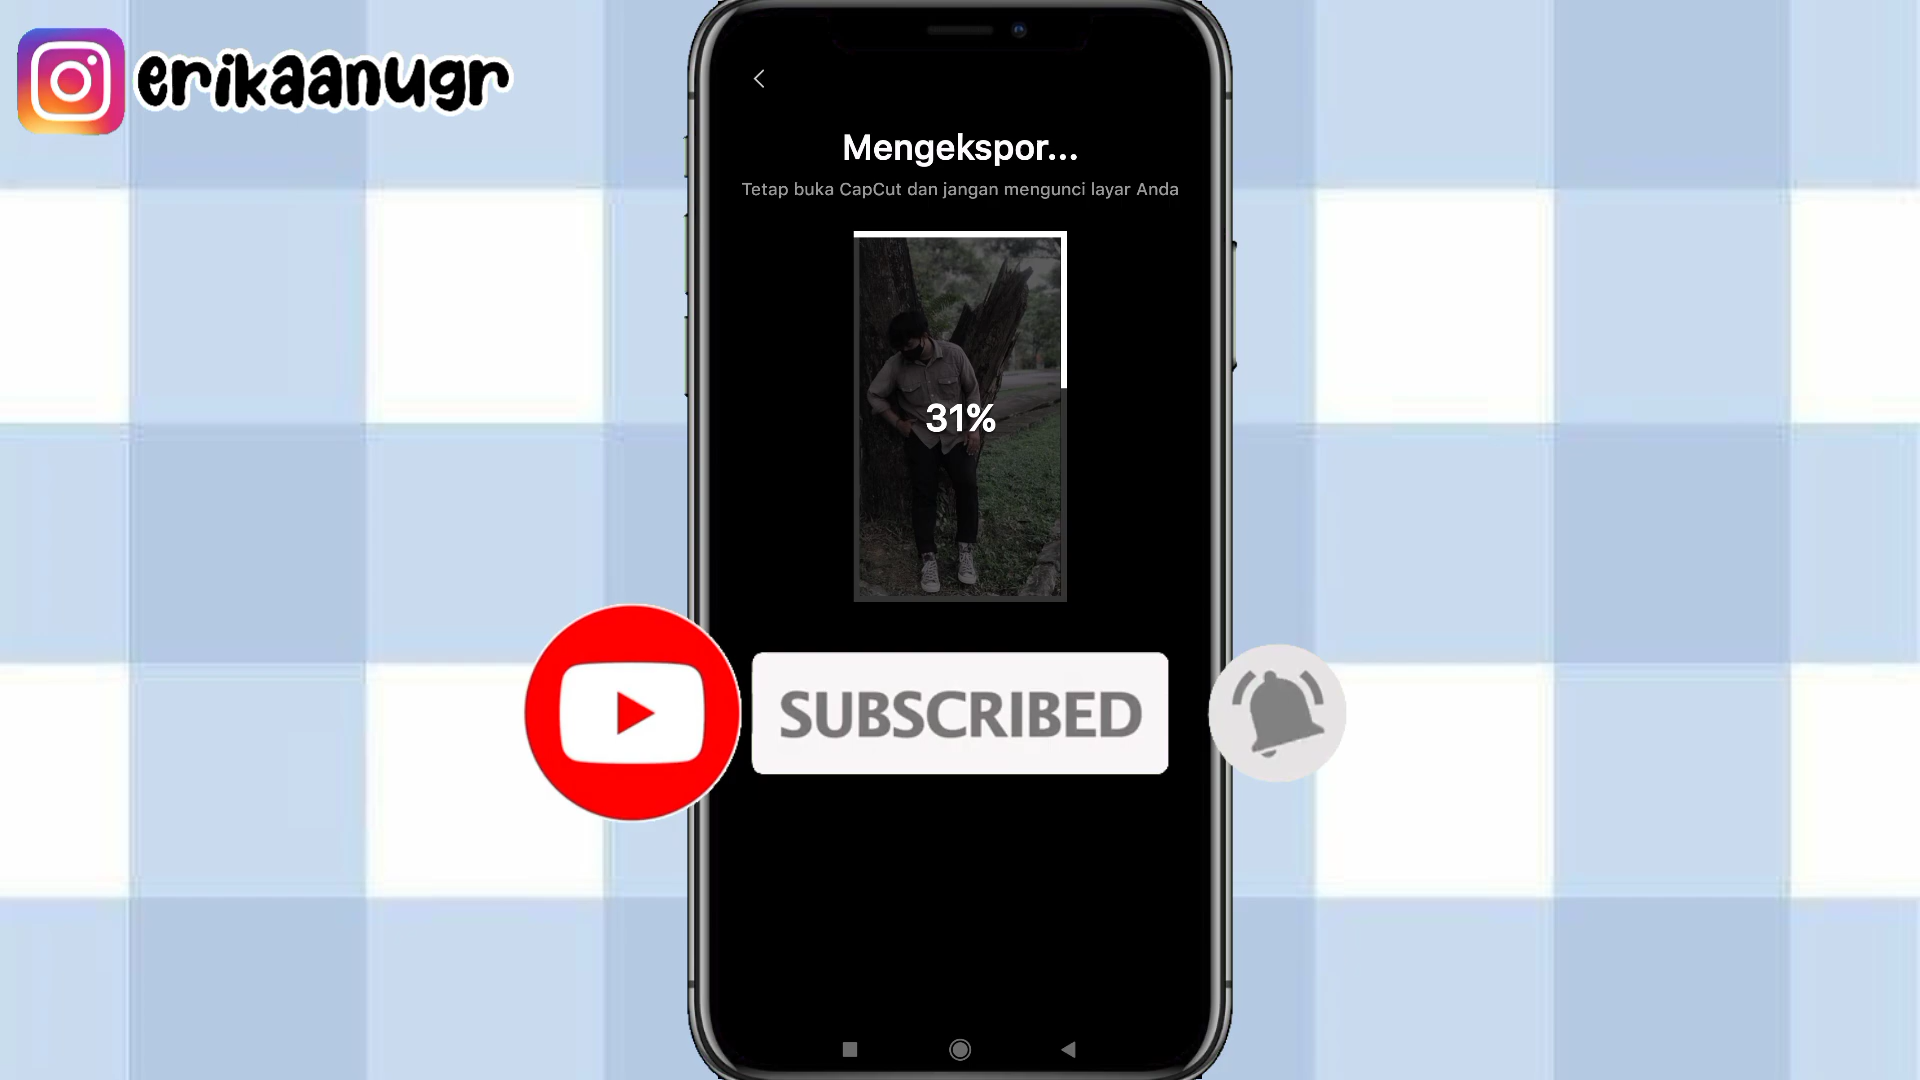 erikaanugr
Mengekspor...
Tetap buka CapCut dan jangan mengunci layar Anda
31%
SUBSCRIBED